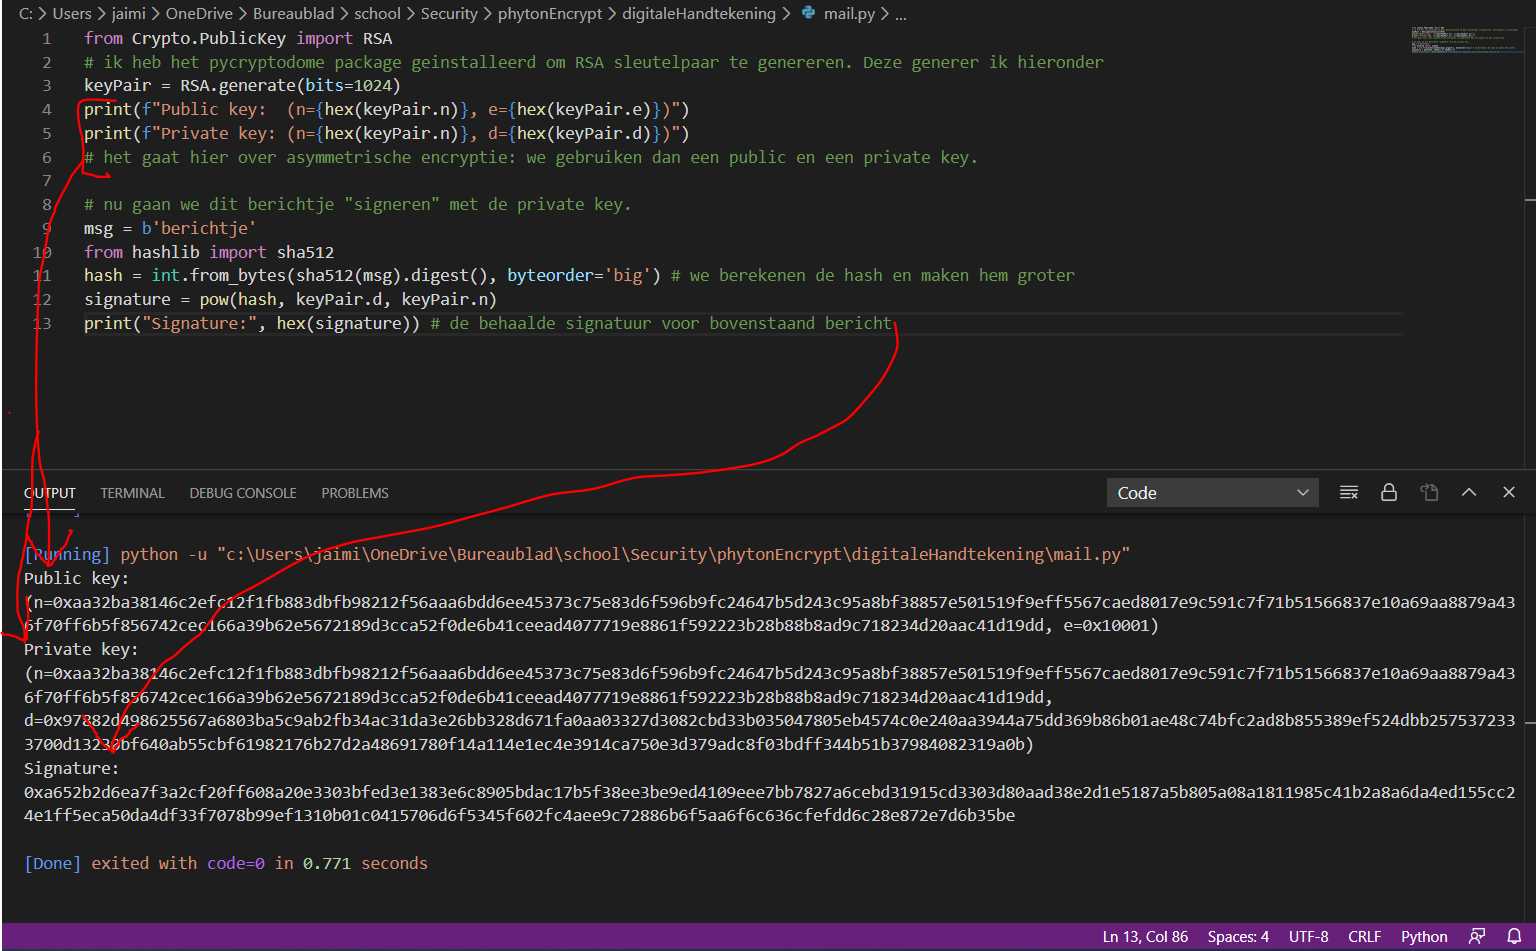 C: > Users > jaimi > OneDrive > Bureaublad > school > Security > phytonEncrypt > digitaleHandtekening > mail.py > ...
1 from Crypto.PublicKey import RSA
2 # ik heb het pycryptodome package geinstalleerd om RSA sleutelpaar te genereren. Deze generer ik hieronder
3 keyPair = RSA.generate(bits=1024)
4 print(f"Public key:  (n={hex(keyPair.n)}, e={hex(keyPair.e)})")
5 print(f"Private key: (n={hex(keyPair.n)}, d={hex(keyPair.d)})")
6 # het gaat hier over asymmetrische encryptie: we gebruiken dan een public en een private key.
7
8 # nu gaan we dit berichtje "signeren" met de private key.
9 msg = b'berichtje'
10 from hashlib import sha512
11 hash = int.from_bytes(sha512(msg).digest(), byteorder='big') # we berekenen de hash en maken hem groter
12 signature = pow(hash, keyPair.d, keyPair.n)
13 print("Signature:", hex(signature)) # de behaalde signatuur voor bovenstaand bericht
OUTPUT TERMINAL DEBUG CONSOLE PROBLEMS Code
[Running] python -u "c:\Users\jaimi\OneDrive\Bureaublad\school\Security\phytonEncrypt\digitaleHandtekening\mail.py"
Public key:
(n=0xaa32ba38146c2efc12f1fb883dbfb98212f56aaa6bdd6ee45373c75e83d6f596b9fc24647b5d243c95a8bf38857e501519f9eff5567caed8017e9c591c7f71b51566837e10a69aa8879a43
6f70ff6b5f856742cec166a39b62e5672189d3cca52f0de6b41ceead4077719e8861f592223b28b88b8ad9c718234d20aac41d19dd, e=0x10001)
Private key:
(n=0xaa32ba38146c2efc12f1fb883dbfb98212f56aaa6bdd6ee45373c75e83d6f596b9fc24647b5d243c95a8bf38857e501519f9eff5567caed8017e9c591c7f71b51566837e10a69aa8879a43
6f70ff6b5f856742cec166a39b62e5672189d3cca52f0de6b41ceead4077719e8861f592223b28b88b8ad9c718234d20aac41d19dd,
d=0x97882d498625567a6803ba5c9ab2fb34ac31da3e26bb328d671fa0aa03327d3082cbd33b035047805eb4574c0e240aa3944a75dd369b86b01ae48c74bfc2ad8b855389ef524dbb257537233
3700d13230bf640ab55cbf61982176b27d2a48691780f14a114e1ec4e3914ca750e3d379adc8f03bdff344b51b37984082319a0b)
Signature:
0xa652b2d6ea7f3a2cf20ff608a20e3303bfed3e1383e6c8905bdac17b5f38ee3be9ed4109eee7bb7827a6cebd31915cd3303d80aad38e2d1e5187a5b805a08a1811985c41b2a8a6da4ed155cc2
4e1ff5eca50da4df33f7078b99ef1310b01c0415706d6f5345f602fc4aee9c72886b6f5aa6f6c636cfefdd6c28e872e7d6b35be
[Done] exited with code=0 in 0.771 seconds
Ln 13, Col 86 Spaces: 4 UTF-8 CRLF Python